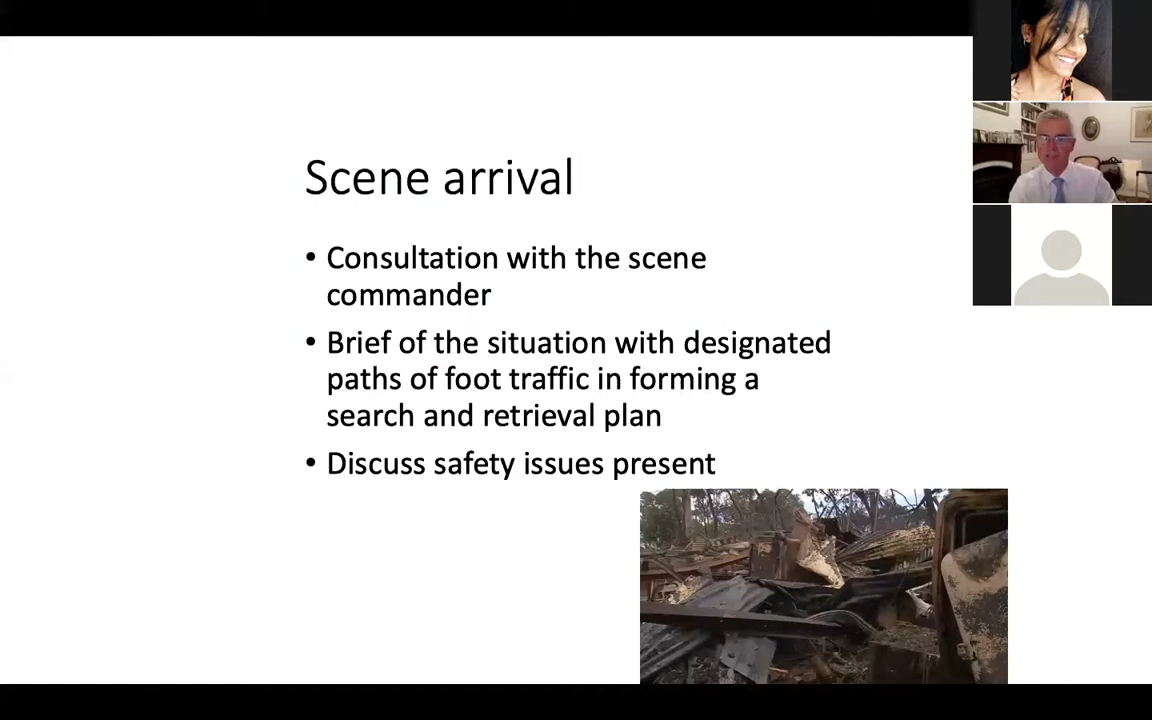 Scene arrival
• Consultation with the scene
commander
• Brief of the situation with designated
paths of foot traffic in forming a
search and retrieval plan
• Discuss safety issues present